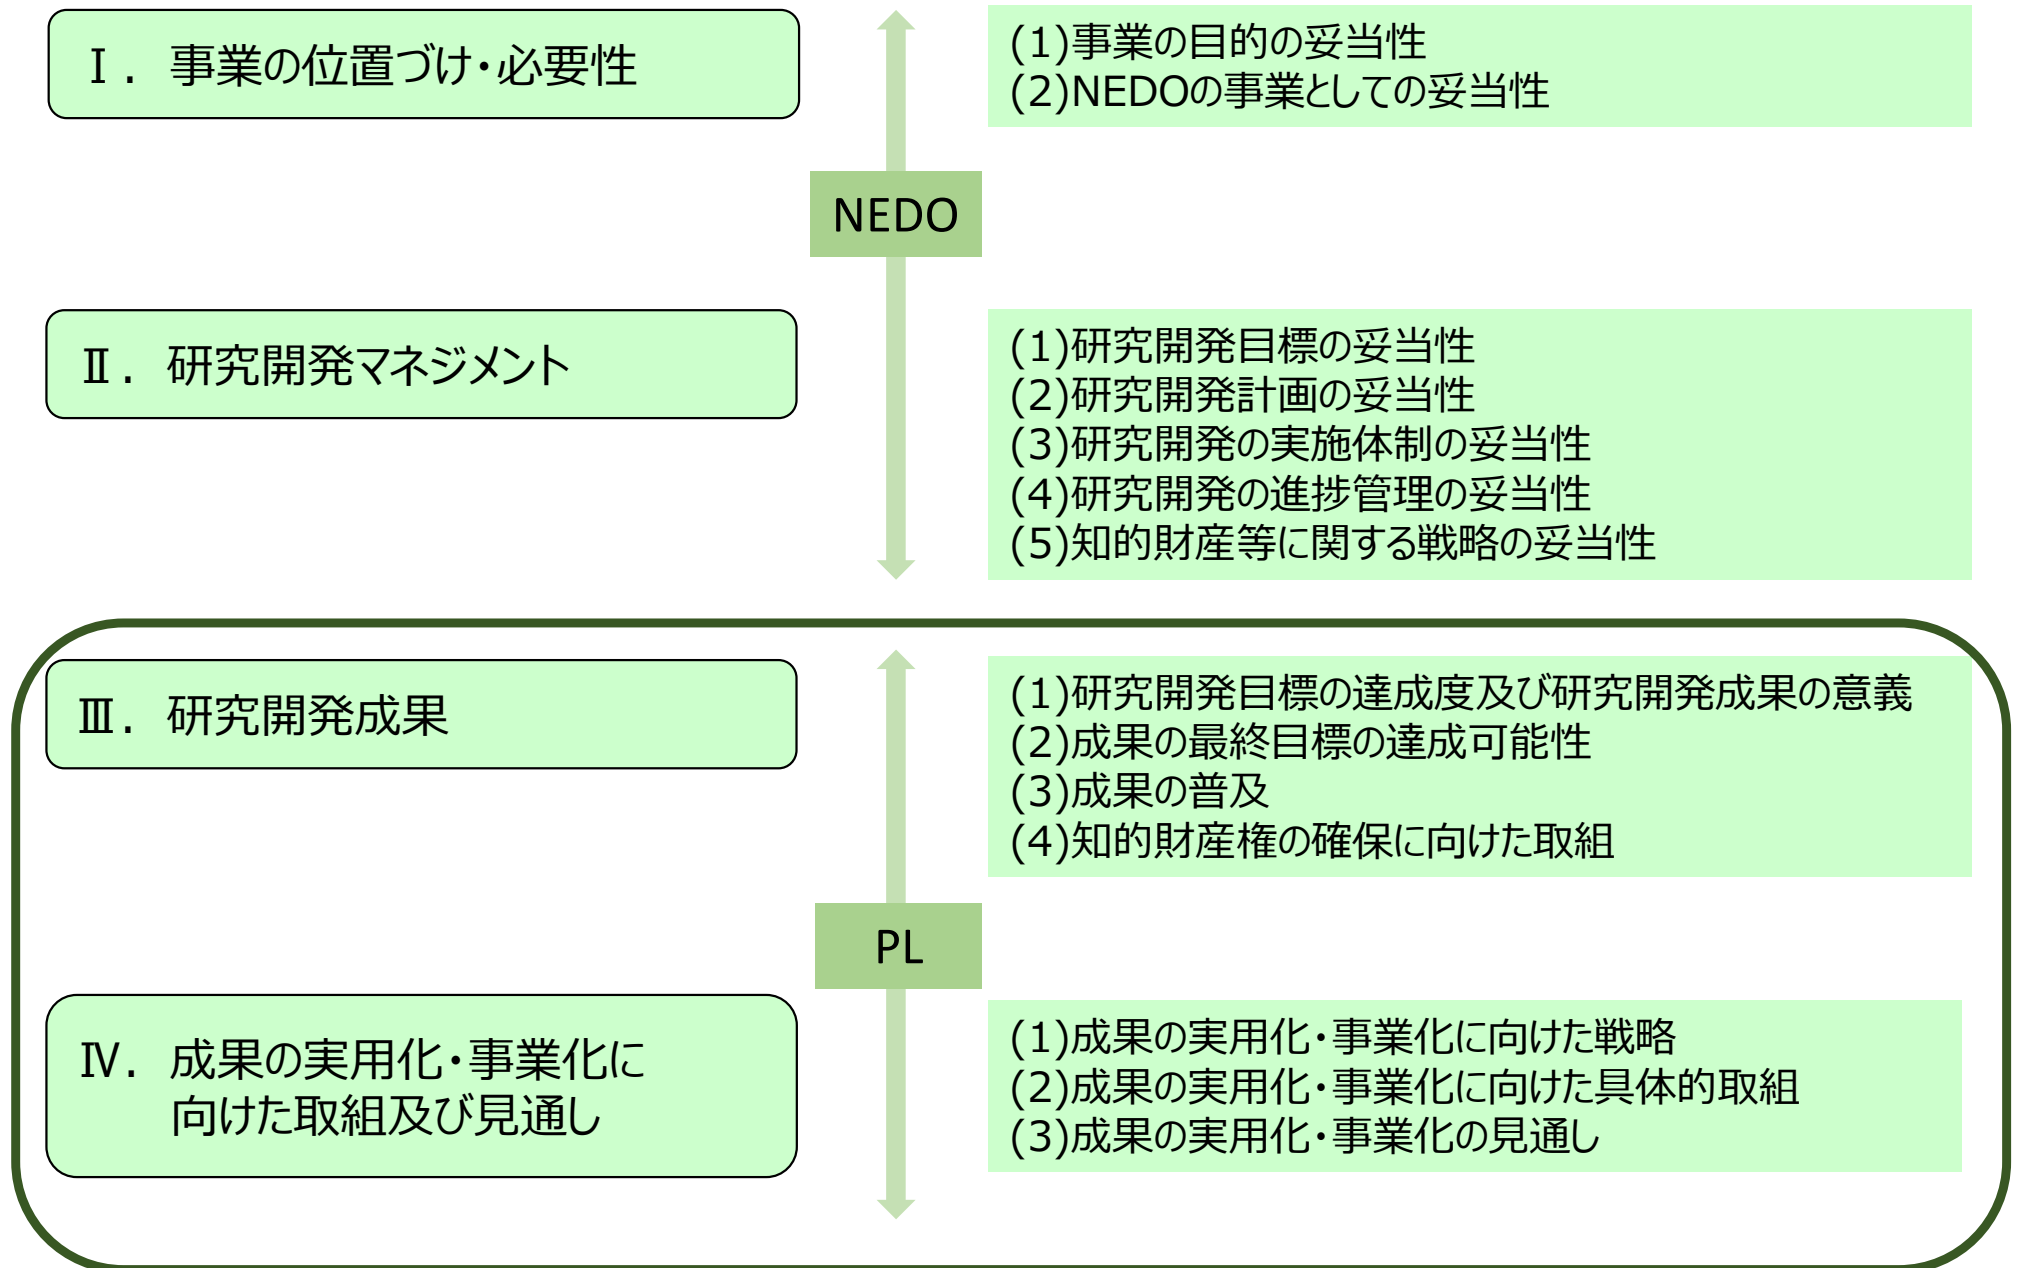 Ⅰ．事業の位置づけ・必要性
(1)事業の目的の妥当性
(2)NEDOの事業としての妥当性
NEDO
Ⅱ．研究開発マネジメント
(1)研究開発目標の妥当性
(2)研究開発計画の妥当性
(3)研究開発の実施体制の妥当性
(4)研究開発の進捗管理の妥当性
(5)知的財産等に関する戦略の妥当性
Ⅲ．研究開発成果
(1)研究開発目標の達成度及び研究開発成果の意義
(2)成果の最終目標の達成可能性
(3)成果の普及
(4)知的財産権の確保に向けた取組
PL
Ⅳ．成果の実用化・事業化に
向けた取組及び見通し
(1)成果の実用化・事業化に向けた戦略
(2)成果の実用化・事業化に向けた具体的取組
(3)成果の実用化・事業化の見通し